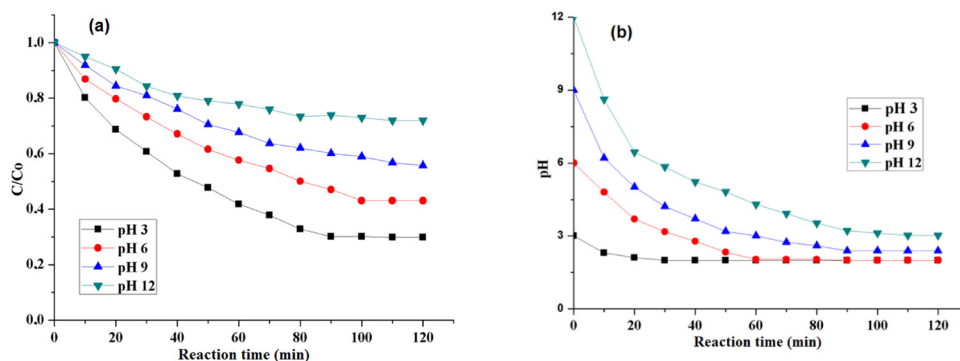 (a)
1.0
0.8
0.6
0.4
0.2
0.0
C/Co
pH 3
pH 6
pH 9
pH 12
0 20 40 60 80 100 120
Reaction time (min)
(b)
12
9
6
3
0
pH
pH 3
pH 6
pH 9
pH 12
0 20 40 60 80 100 120
Reaction time (min)